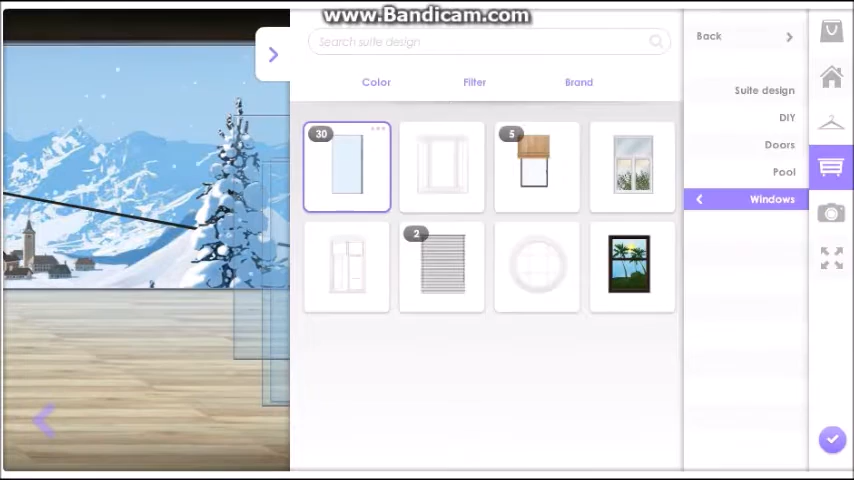 www.Bandicam.com
Search suite design
Back
Color
Filter
Brand
Suite design
DIY
Doors
Pool
Windows
30
5
2